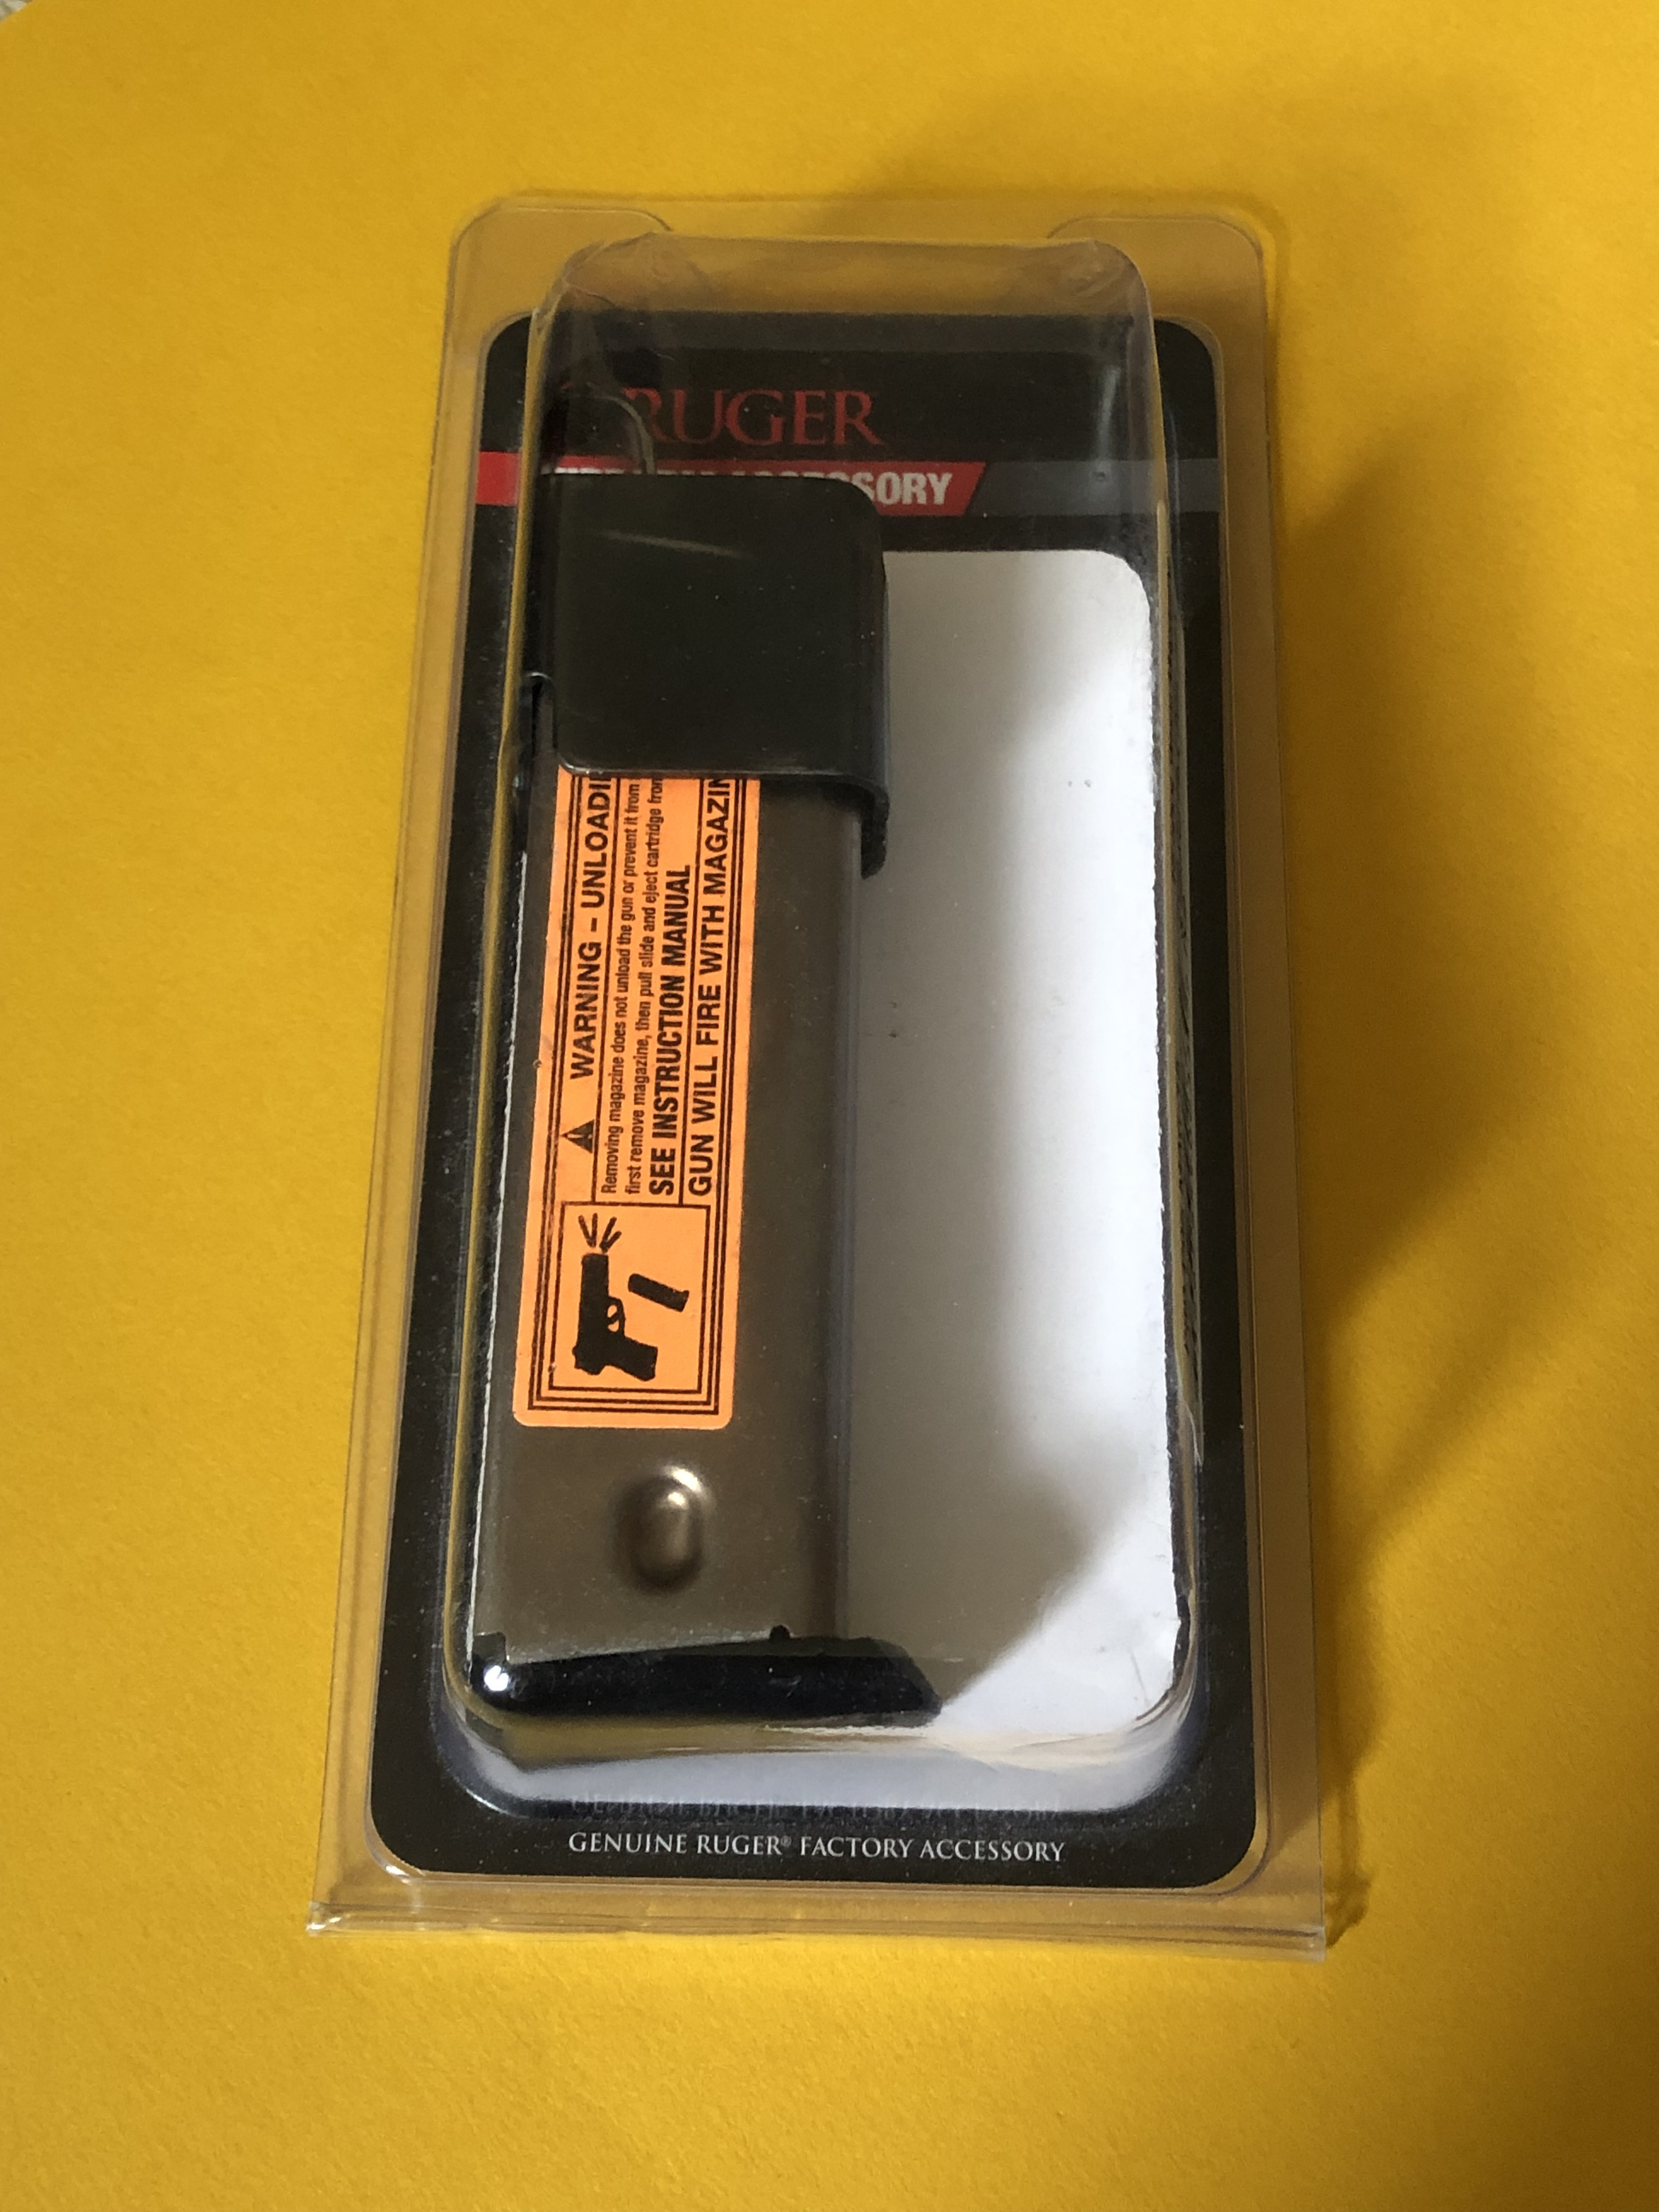 RUGER
ACCESSORY
WARNING – UNLOADI
Removing magazine does not unload the gun or prevent it from
first remove magazine, then pull slide and eject cartridge from
SEE INSTRUCTION MANUAL
GUN WILL FIRE WITH MAGAZIN
GENUINE RUGER® FACTORY ACCESSORY